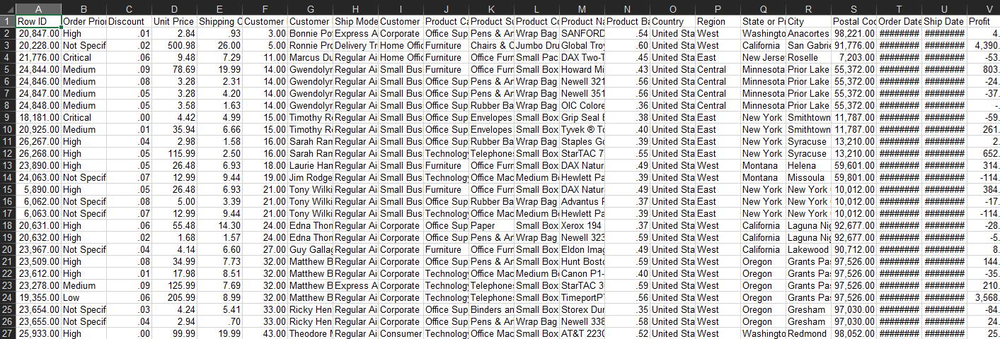 A B C D E F G H I J K L M N O P Q R S T U V
1 Row ID Order Prior Discount Unit Price Shipping C Customer Customer Ship Mode Customer Product Ca Product Su Product Co Product Na Product Ba Country Region State or Pr City Postal Coc Order Date Ship Date Profit
2 20,847.00 High .01 2.84 .93 3.00 Bonnie Po Express A Corporate Office Sup Pens & Ar Wrap Bag SANFORD .54 United Sta West Washingto Anacortes 98,221.00 ######## ######## 4.
3 20,228.00 Not Specif .02 500.98 26.00 5.00 Ronnie Pro Delivery Tr Home Offic Furniture Chairs & C Jumbo Dru Global Troy .60 United Sta West California San Gabrie 91,776.00 ######## ######## 4,390.
4 21,776.00 Critical .06 9.48 7.29 11.00 Marcus Du Regular Ai Home Offic Furniture Office Furn Small Pac DAX Two-T .45 United Sta East New Jerse Roselle 7,203.00 ######## ######## -53.
5 24,844.00 Medium .09 78.69 19.99 14.00 Gwendolyn Regular Ai Small Bus Furniture Office Furn Small Box Howard Mi .43 United Sta Central Minnesota Prior Lake 55,372.00 ######## ######## 803.
6 24,846.00 Medium .08 3.28 2.31 14.00 Gwendolyn Regular Ai Small Bus Office Sup Pens & Ar Wrap Bag Newell 321 .56 United Sta Central Minnesota Prior Lake 55,372.00 ######## ######## -24.
7 24,847.00 Medium .05 3.28 4.20 14.00 Gwendolyn Regular Ai Small Bus Office Sup Pens & Ar Wrap Bag Newell 351 .56 United Sta Central Minnesota Prior Lake 55,372.00 ######## ######## -37.
8 24,848.00 Medium .05 3.58 1.63 14.00 Gwendolyn Regular Ai Small Bus Office Sup Rubber Ba Wrap Bag OIC Colore .36 United Sta Central Minnesota Prior Lake 55,372.00 ######## ######## -.
9 18,181.00 Critical .00 4.42 4.99 15.00 Timothy Re Regular Ai Small Bus Office Sup Envelopes Small Box Grip Seal E .38 United Sta East New York Smithtown 11,787.00 ######## ######## -59.
10 20,925.00 Medium .01 35.94 6.66 15.00 Timothy Re Regular Ai Small Bus Office Sup Envelopes Small Box Tyvek ® To .40 United Sta East New York Smithtown 11,787.00 ######## ######## 261.
11 26,267.00 High .04 2.98 1.58 16.00 Sarah Ram Regular Ai Small Bus Office Sup Rubber Ba Wrap Bag Staples Go .39 United Sta East New York Syracuse 13,210.00 ######## ######## 2.
12 26,268.00 High .05 115.99 2.50 16.00 Sarah Ram Regular Ai Small Bus Technology Telephone Small Box StarTAC 7 .55 United Sta East New York Syracuse 13,210.00 ######## ######## 652.
13 23,890.00 High .05 26.48 6.93 18.00 Laurie Han Regular Ai Small Bus Furniture Office Furn Small Box DAX Natur .49 United Sta West Montana Helena 59,601.00 ######## ######## 314.
14 24,063.00 Not Specif .07 12.99 9.44 19.00 Jim Rodge Regular Ai Small Bus Technology Office Mac Medium B Hewlett Pa .39 United Sta West Montana Missoula 59,801.00 ######## ######## -114.
15 5,890.00 High .05 26.48 6.93 21.00 Tony Wilki Regular Ai Small Bus Furniture Office Furn Small Box DAX Natur .49 United Sta East New York New York 10,012.00 ######## ######## 384.
16 6,062.00 Not Specif .08 5.00 3.39 21.00 Tony Wilki Regular Ai Small Bus Office Sup Rubber Ba Wrap Bag Advantus F .37 United Sta East New York New York 10,012.00 ######## ######## -17.
17 6,063.00 Not Specif .07 12.99 9.44 21.00 Tony Wilki Regular Ai Small Bus Technology Office Mac Medium B Hewlett Pa .39 United Sta East New York New York 10,012.00 ######## ######## -114.
18 20,631.00 High .06 55.48 14.30 24.00 Edna Thon Regular Ai Corporate Office Sup Paper Small Box Xerox 194 .37 United Sta West California Laguna Nig 92,677.00 ######## ######## -28.
19 20,632.00 High .02 1.68 1.57 24.00 Edna Thon Regular Ai Corporate Office Sup Pens & Ar Wrap Bag Newell 323 .59 United Sta West California Laguna Nig 92,677.00 ######## ######## -5.
20 23,967.00 Not Specif .04 4.14 6.60 27.00 Guy Gallag Regular Ai Corporate Furniture Office Furn Small Box Eldon Imag .49 United Sta West California Lakewood 90,712.00 ######## ######## 8.
21 23,509.00 High .08 34.99 7.73 32.00 Matthew B Regular Ai Corporate Office Sup Pens & Ar Small Box Hunt Bosto .59 United Sta West Oregon Grants Pas 97,526.00 ######## ######## 144.
22 23,612.00 High .01 17.98 8.51 32.00 Matthew B Regular Ai Corporate Technology Office Mac Medium B Canon P1- .40 United Sta West Oregon Grants Pas 97,526.00 ######## ######## -35.
23 23,278.00 Medium .09 125.99 7.69 32.00 Matthew B Express A Corporate Technology Telephone Small Box StarTAC 3 .59 United Sta West Oregon Grants Pas 97,526.00 ######## ######## 210.
24 19,355.00 Low .06 205.99 8.99 32.00 Matthew B Regular Ai Corporate Technology Telephone Small Box TimeportP .56 United Sta West Oregon Grants Pas 97,526.00 ######## ######## 3,568.
25 23,654.00 Not Specif .03 4.24 5.41 33.00 Ricky Hen Regular Ai Corporate Office Sup Binders an Small Box Storex Dur .35 United Sta West Oregon Gresham 97,030.00 ######## ######## -84.
26 23,655.00 Not Specif .04 2.94 .70 33.00 Ricky Hen Regular Ai Corporate Office Sup Pens & Ar Wrap Bag Newell 338 .58 United Sta West Oregon Gresham 97,030.00 ######## ######## 24.
27 25,933.00 High .00 99.99 19.99 43.00 Theodore M Regular Ai Consumer Technology Office Mac Small Box AT&T 2230 .52 United Sta West Washingto Redmond 98,052.00 ######## ######## 25.